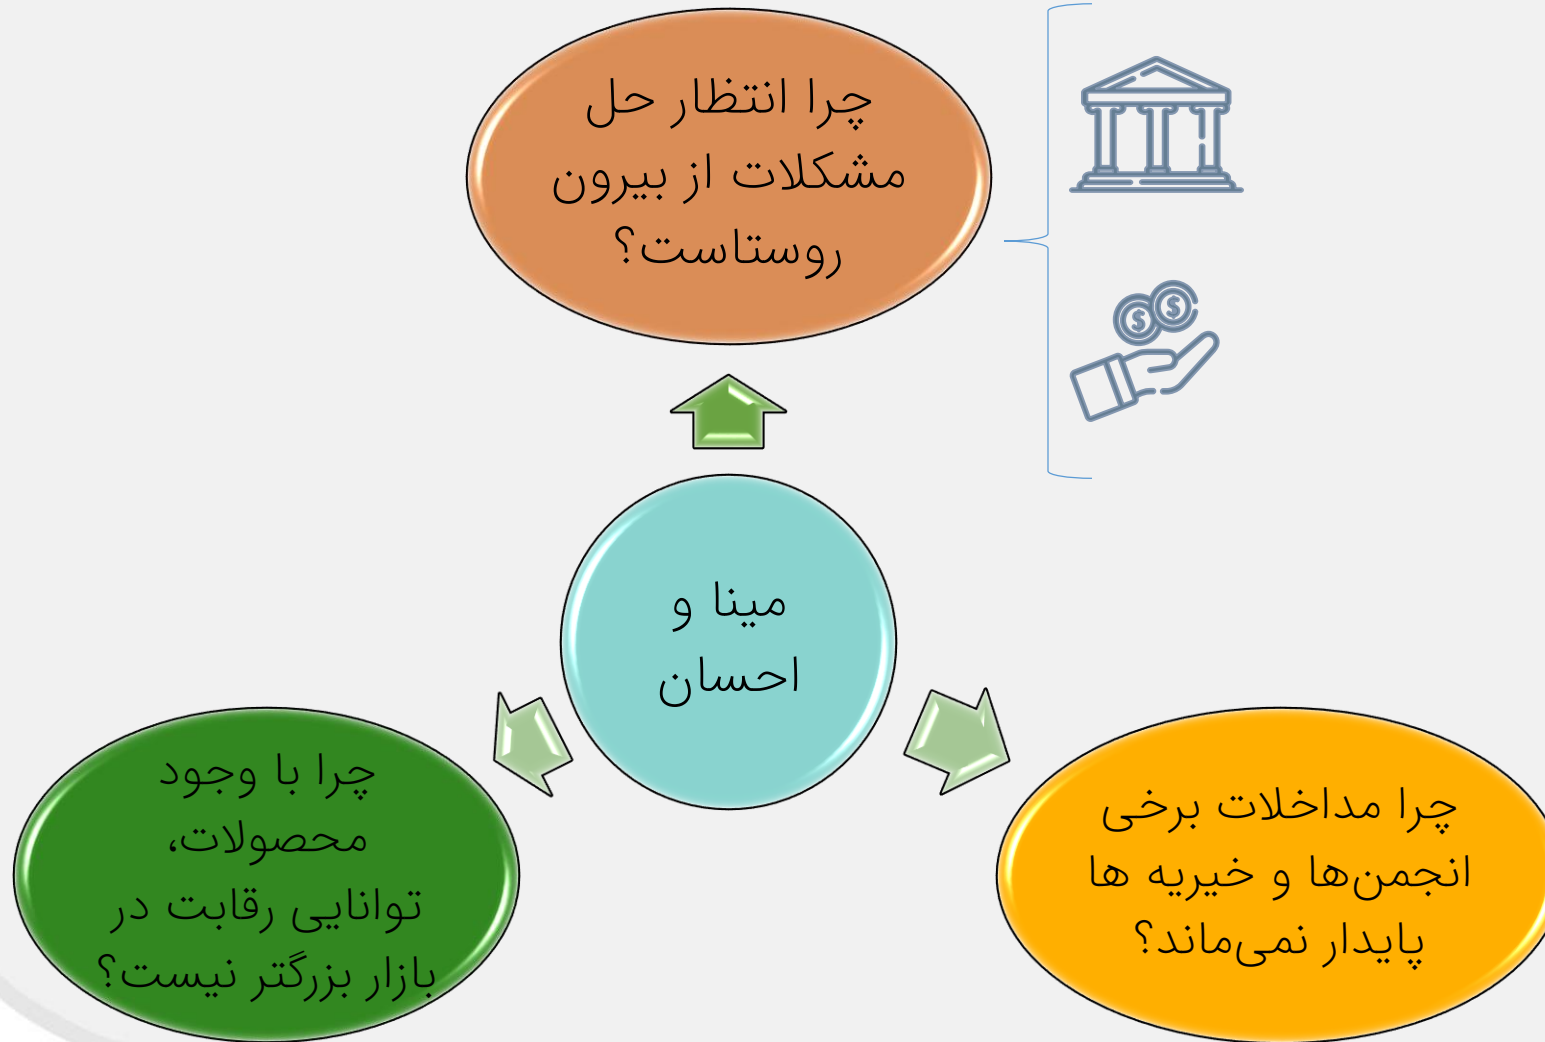 چرا انتظار حل
مشکلات از بیرون
روستاست؟
مینا و
احسان
چرا مداخلات برخی
انجمن‌ها و خیریه ها
پایدار نمی‌ماند؟
چرا با وجود
محصولات،
توانایی رقابت در
بازار بزرگتر نیست؟